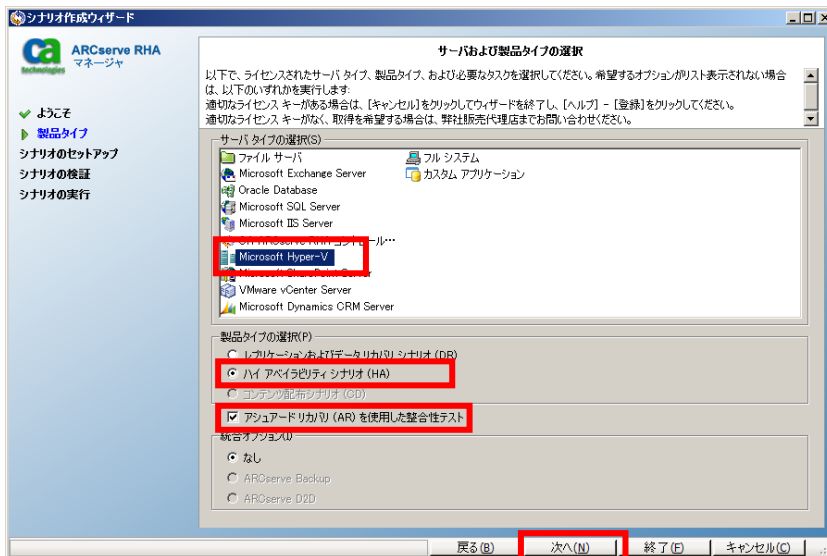 シナリオ作成ウィザード
ca technologies
ARCserve RHA
マネージャ
ようこそ
製品タイプ
シナリオのセットアップ
シナリオの検証
シナリオの実行
サーバおよび製品タイプの選択
以下で、ライセンスされたサーバ タイプ、製品タイプ、および必要なタスクを選択してください。希望するオプションがリスト表示されない場合
は、以下のいずれかを実行します:
適切なライセンス キーがある場合は、[キャンセル]をクリックしてウィザードを終了し、[ヘルプ] - [登録]をクリックしてください。
適切なライセンス キーがなく、取得を希望する場合は、弊社販売代理店までお問い合わせください。
サーバ タイプの選択(S)
ファイル サーバ
Microsoft Exchange Server
Oracle Database
Microsoft SQL Server
Microsoft IIS Server
CA ARCserve RHA コントロール…
Microsoft Hyper-V
Microsoft SharePoint Server
VMware vCenter Server
Microsoft Dynamics CRM Server
フル システム
カスタム アプリケーション
製品タイプの選択(P)
レプリケーションおよびデータ リカバリ シナリオ (DR)
ハイ アベイラビリティ シナリオ (HA)
コンテンツ配布シナリオ (CD)
アシュアード リカバリ (AR) を使用した整合性テスト
統合オプション(I)
なし
ARCserve Backup
ARCserve D2D
戻る(B) 次へ(N) 終了(F) キャンセル(C)